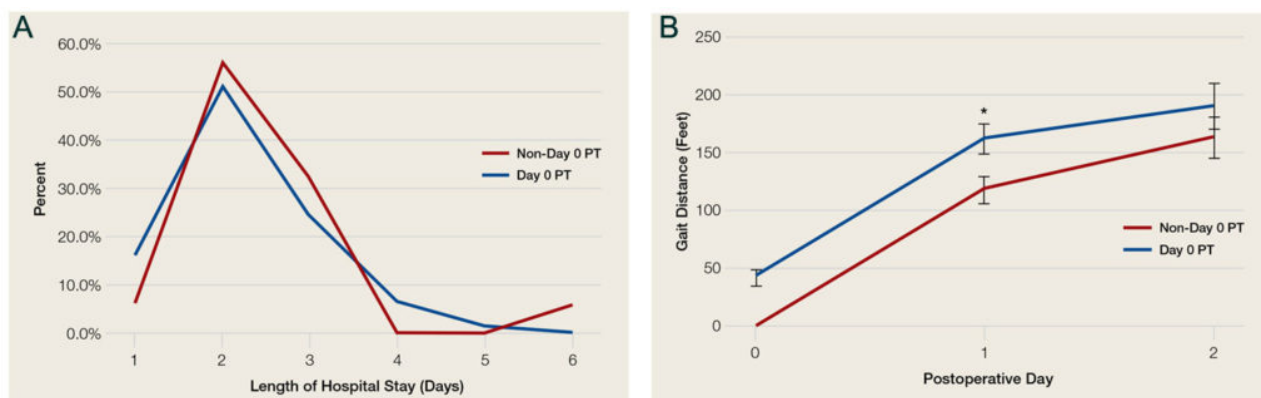 A
60.0%
50.0%
40.0%
30.0%
20.0%
10.0%
0.0%
Percent
Non-Day 0 PT
Day 0 PT
1 2 3 4 5 6
Length of Hospital Stay (Days)
B
250
200
150
100
50
0
Gait Distance (Feet)
*
Non-Day 0 PT
Day 0 PT
0 1 2
Postoperative Day